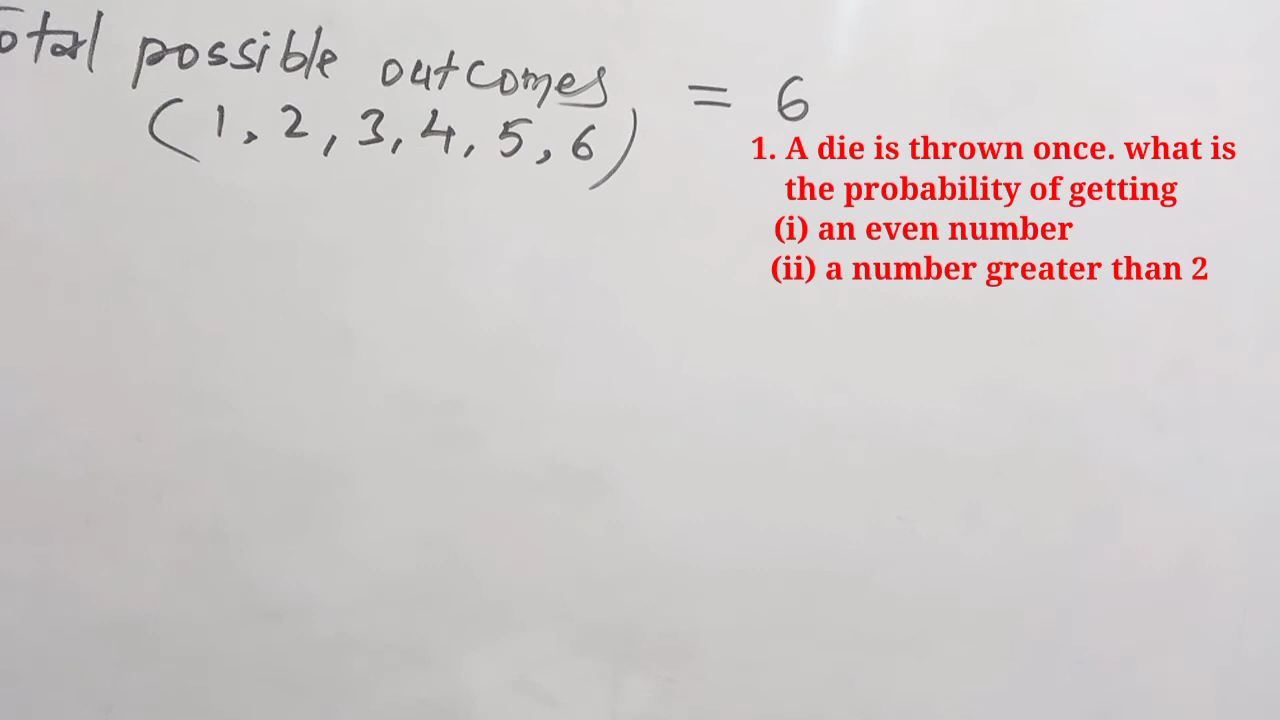 Total possible outcomes = 6
(1, 2, 3, 4, 5, 6)
1. A die is thrown once. what is
the probability of getting
(i) an even number
(ii) a number greater than 2